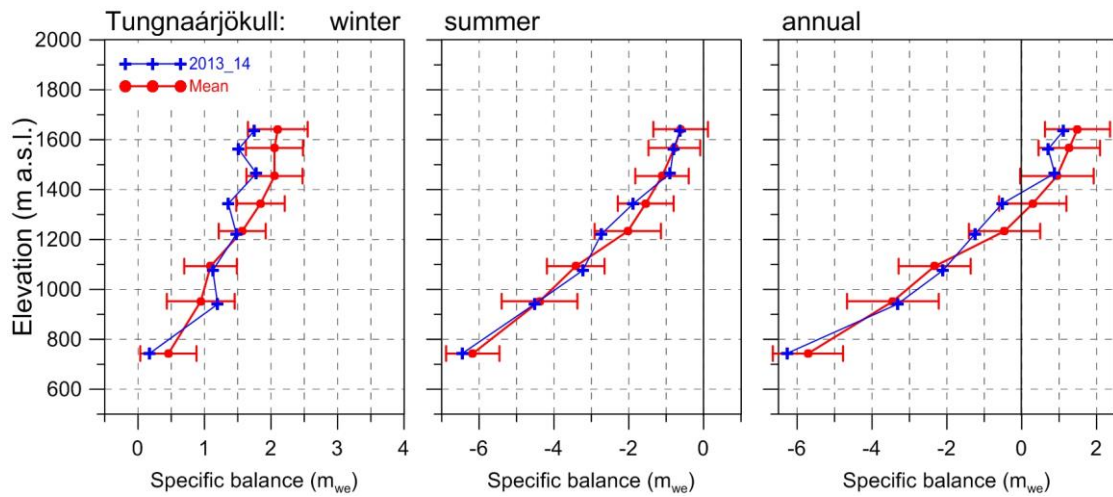 Tungnaárjökull: winter summer annual
2000
1800
1600
1400
1200
1000
800
600
Elevation (m a.s.l.)
2013_14
Mean
0 1 2 3 4
-6 -4 -2 0
-6 -4 -2 0 2
Specific balance (mwe) Specific balance (mwe) Specific balance (mwe)